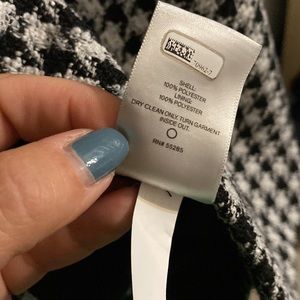 SHELL:
100% POLYESTER
LINING:
100% POLYESTER
DRY CLEAN ONLY. TURN GARMENT
INSIDE OUT.
RN# 55285